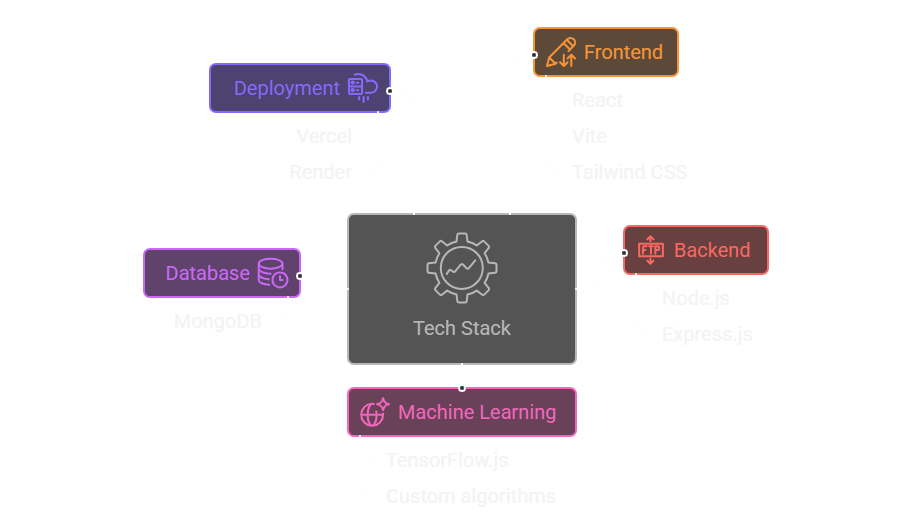 Frontend
React
Vite
Tailwind CSS
Deployment
Vercel
Render
Backend
FTP
Node.js
Express.js
Database
MongoDB
Tech Stack
Machine Learning
TensorFlow.js
Custom algorithms